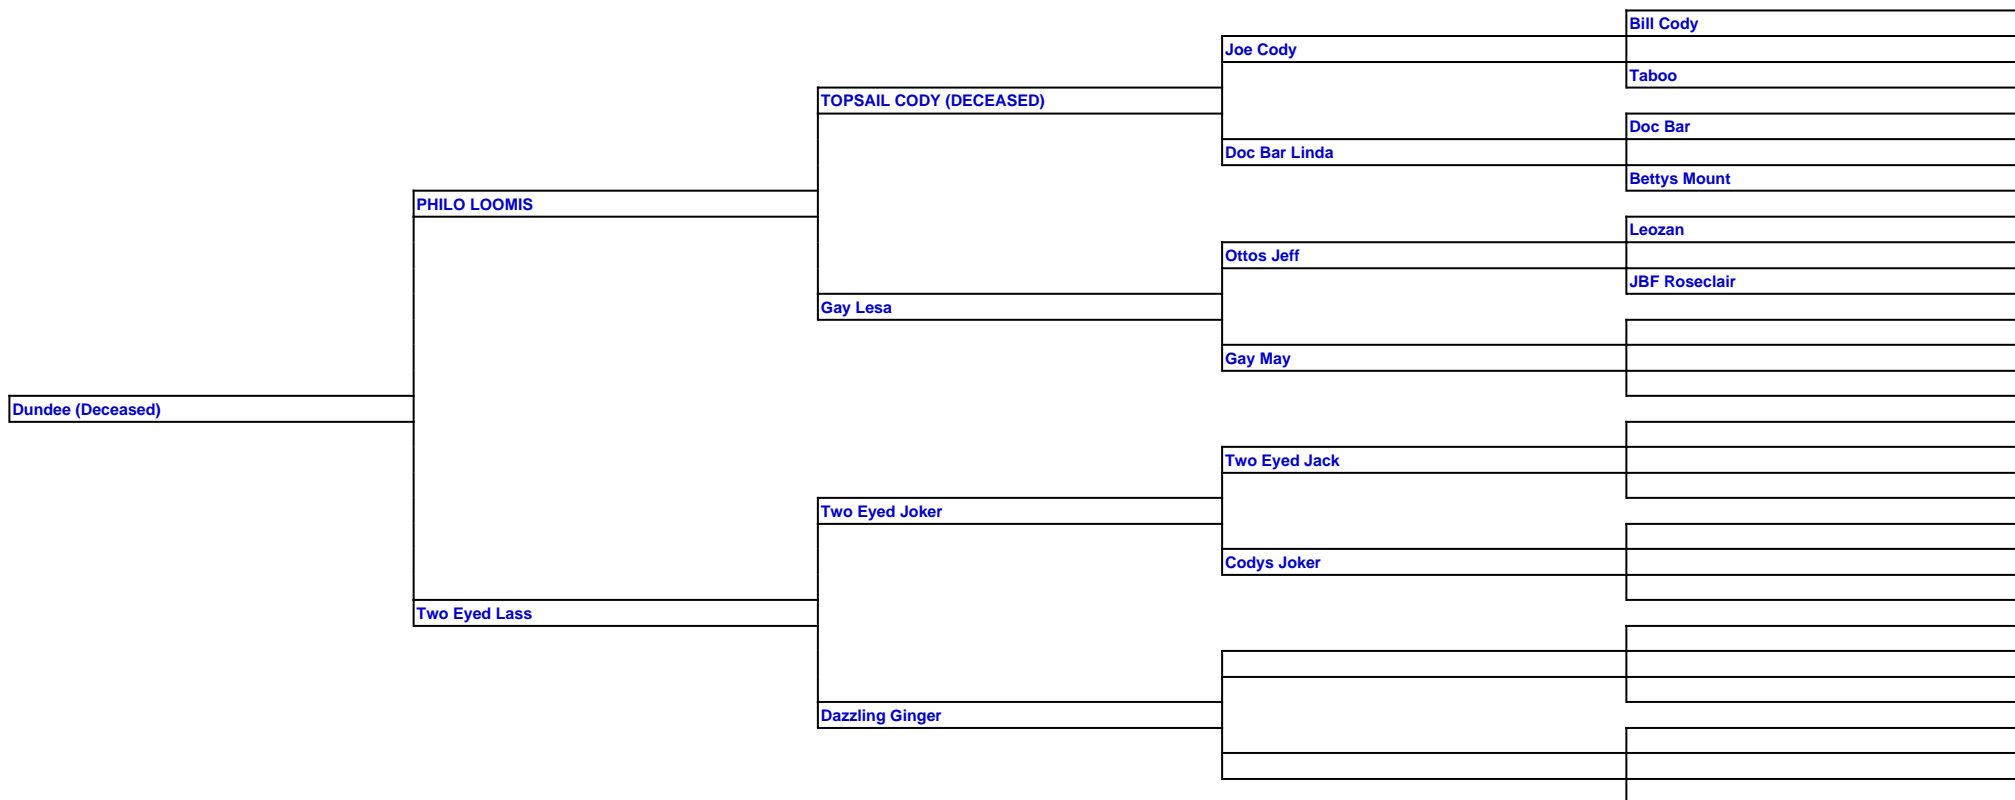 Bill Cody
Joe Cody
Taboo
TOPSAIL CODY (DECEASED)
Doc Bar
Doc Bar Linda
Bettys Mount
PHILO LOOMIS
Leozan
Ottos Jeff
JBF Roseclair
Gay Lesa
Gay May
Dundee (Deceased)
Two Eyed Jack
Two Eyed Joker
Codys Joker
Two Eyed Lass
Dazzling Ginger